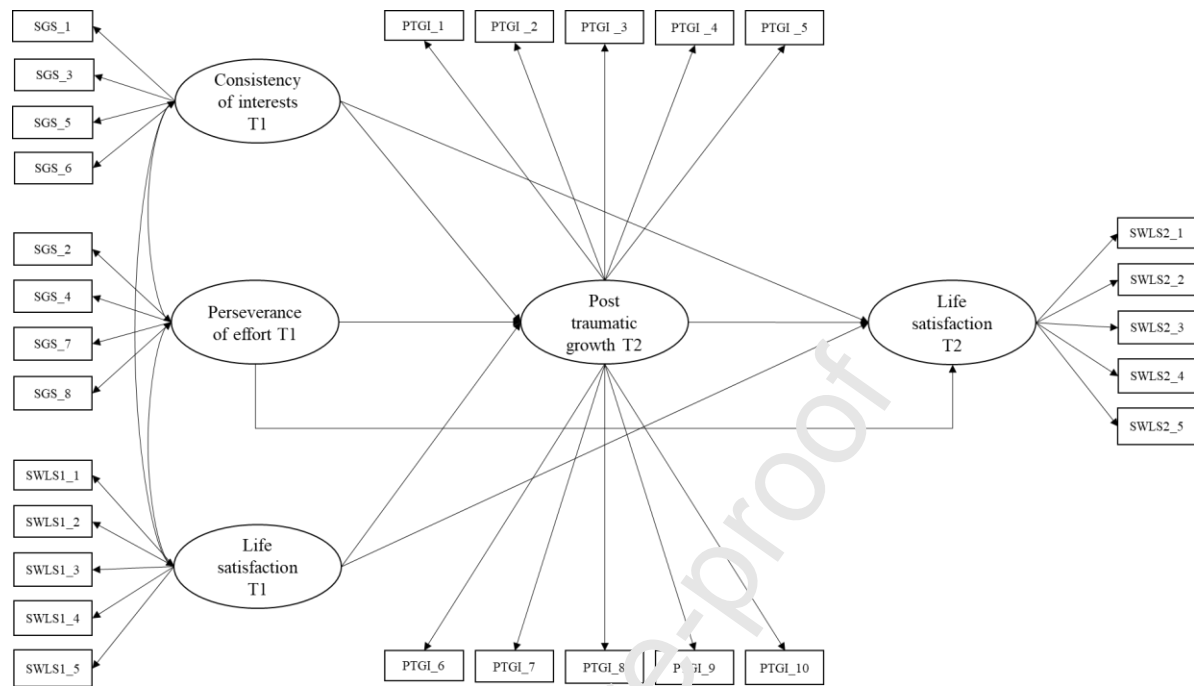 SGS_1
SGS_3
SGS_5
SGS_6
Consistency
of interests
T1
PTGI_1
PTGI _2
PTGI _3
PTGI _4
PTGI _5
SGS_2
SGS_4
SGS_7
SGS_8
Perseverance
of effort T1
Post
traumatic
growth T2
Life
satisfaction
T2
SWLS2_1
SWLS2_2
SWLS2_3
SWLS2_4
SWLS2_5
SWLS1_1
SWLS1_2
SWLS1_3
SWLS1_4
SWLS1_5
Life
satisfaction
T1
PTGI_6
PTGI_7
PTGI_8
PTGI_9
PTGI_10
e-proof